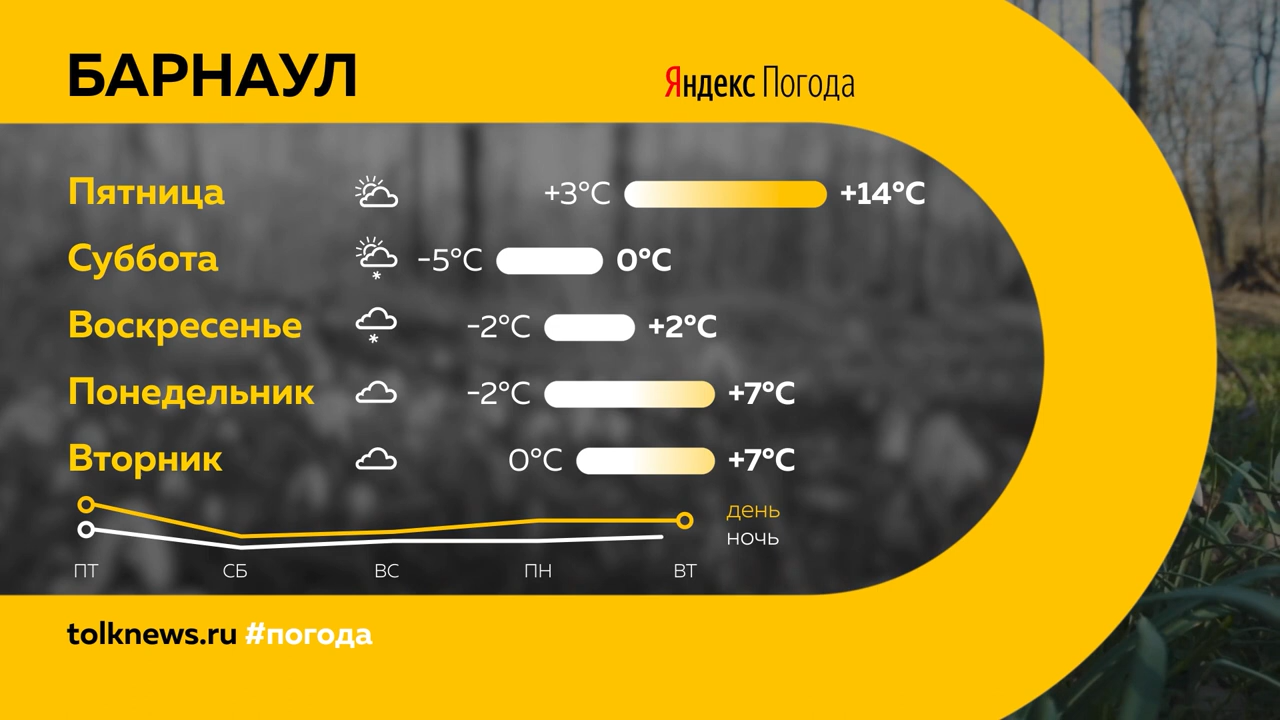 БАРНАУЛ
Яндекс Погода
Пятница +3°C +14°C
Суббота -5°C 0°C
Воскресенье -2°C +2°C
Понедельник -2°C +7°C
Вторник 0°C +7°C
день
ночь
ПТ СБ ВС ПН ВТ
tolknews.ru #погода